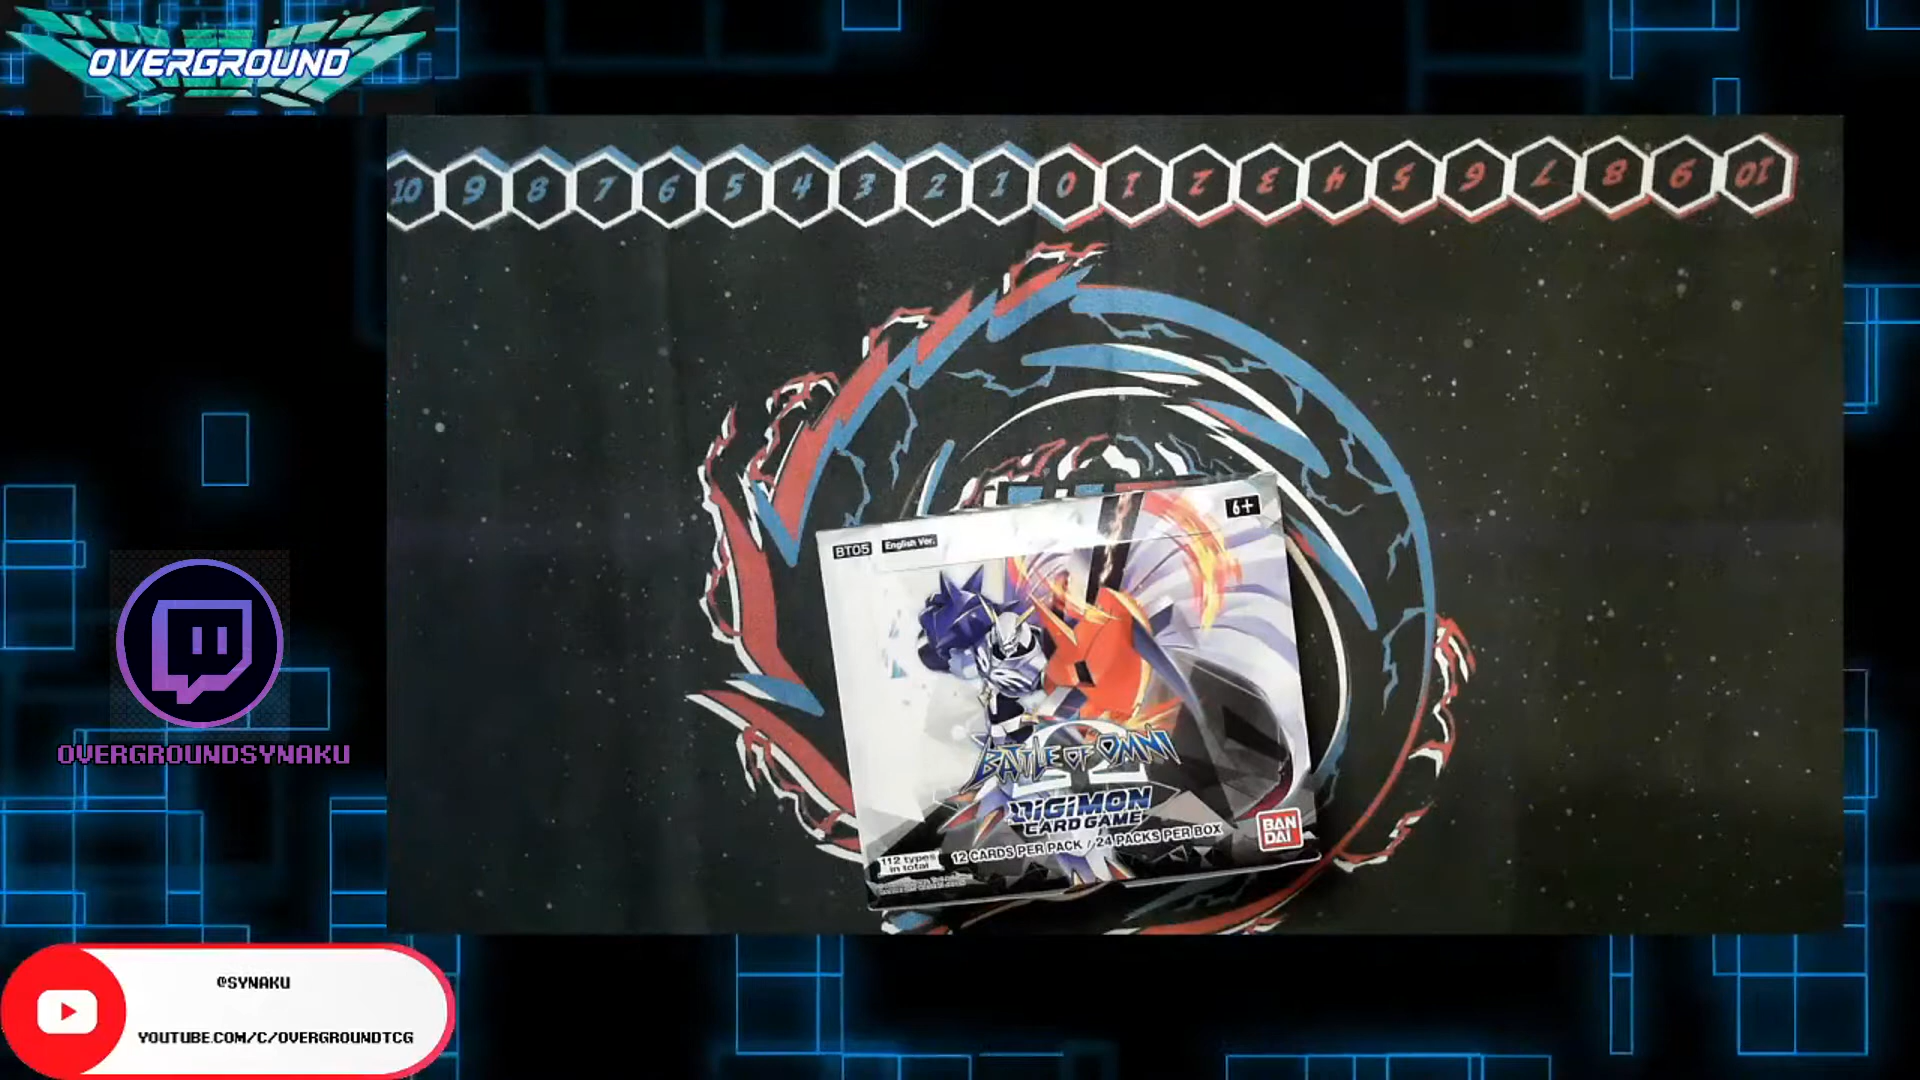 OVERGROUND
10 9 8 7 6 5 4 3 2 1 0 1 2 3 4 5 6 7 8 9 10
BT05 English Ver. 6+
BATTLE OF OMNI
DIGIMON
CARD GAME
BAN
DAI
112 types
in total
12 CARDS PER PACK / 24 PACKS PER BOX
OVERGROUNDSYNAKU
@SYNAKU
YOUTUBE.COM/C/OVERGROUNDTCG